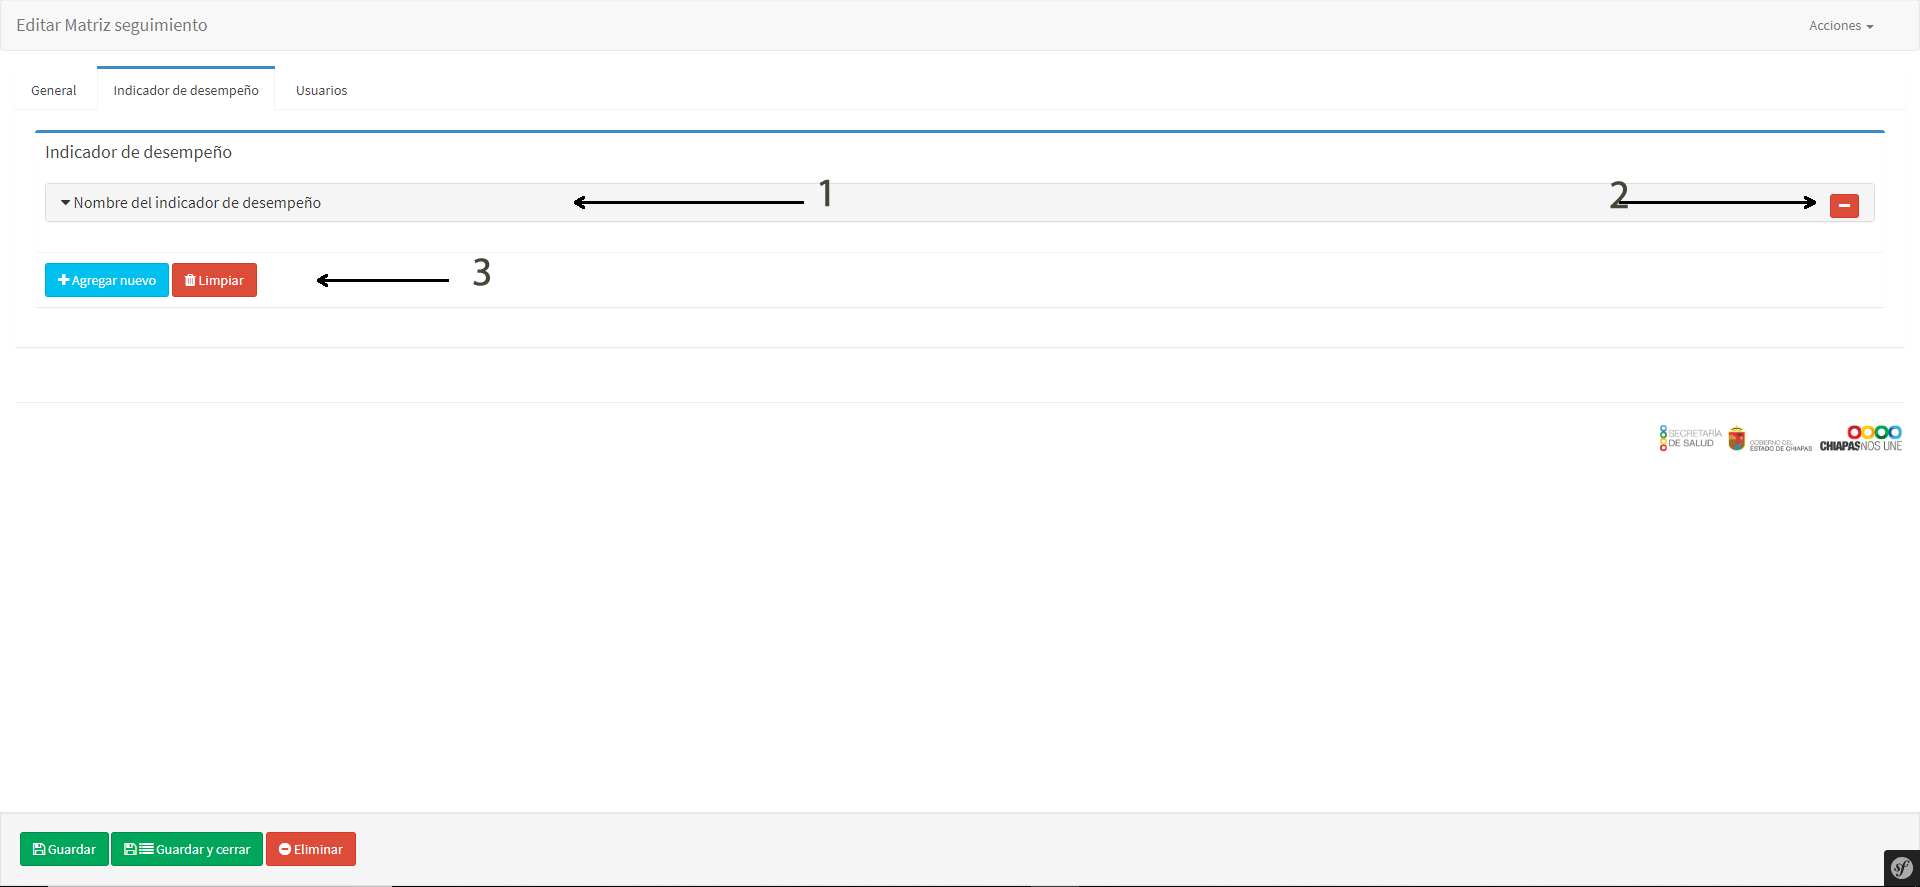 Editar Matriz seguimiento
Acciones
General Indicador de desempeño Usuarios
Indicador de desempeño
Nombre del indicador de desempeño 1 2
Agregar nuevo Limpiar 3
SECRETARÍA
DE SALUD
GOBIERNO DEL
ESTADO DE CHIAPAS
CHIAPASNOS UNE
Guardar Guardar y cerrar Eliminar
sf